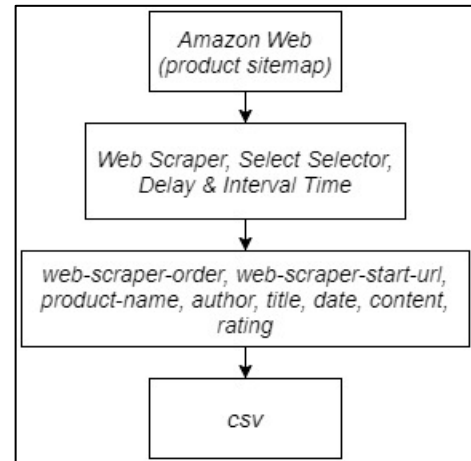 Amazon Web
(product sitemap)
Web Scraper, Select Selector,
Delay & Interval Time
web-scraper-order, web-scraper-start-url,
product-name, author, title, date, content,
rating
csv